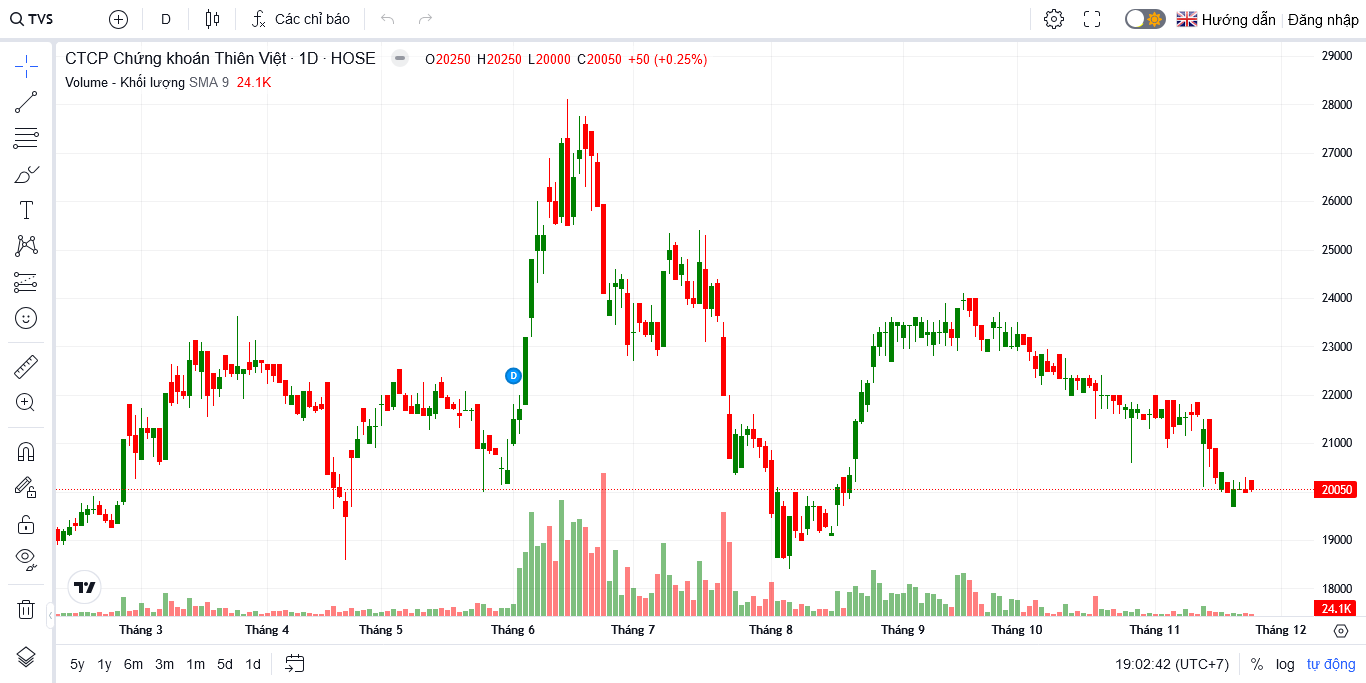 TVS D Các chỉ báo Hướng dẫn Đăng nhập
CTCP Chứng khoán Thiên Việt · 1D · HOSE O20250 H20250 L20000 C20050 +50 (+0.25%)
Volume - Khối lượng SMA 9 24.1K
29000
28000
27000
26000
25000
24000
23000
22000
21000
20050
19000
18000
24.1K
D
Tháng 3 Tháng 4 Tháng 5 Tháng 6 Tháng 7 Tháng 8 Tháng 9 Tháng 10 Tháng 11 Tháng 12
5y 1y 6m 3m 1m 5d 1d 19:02:42 (UTC+7) % log tự động